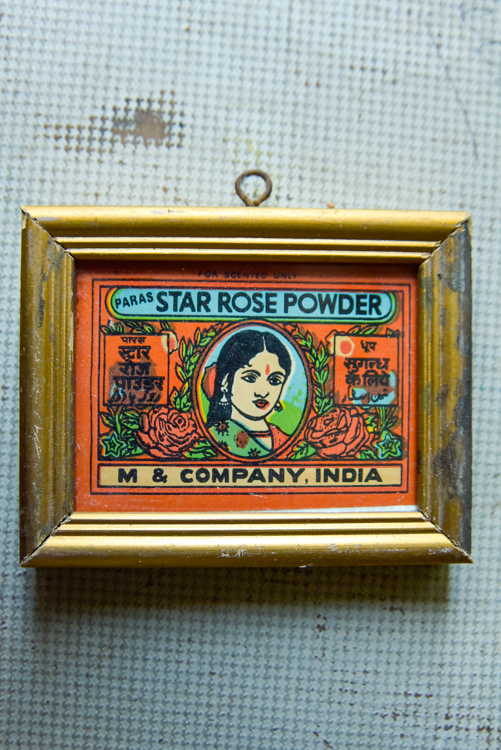 FOR SCENTED ONLY
PARAS STAR ROSE POWDER
पारस
स्टार
रोज
पाउडर
धूप
सुगन्ध
के लिये
M & COMPANY, INDIA